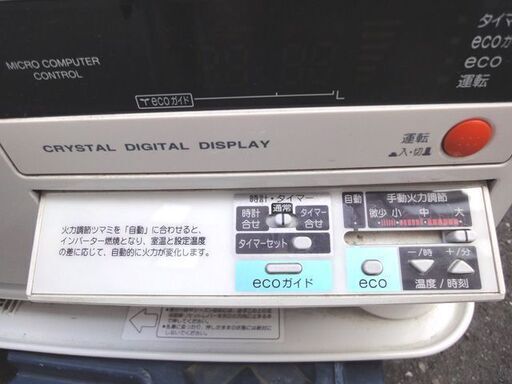 タイマ
MICRO COMPUTER
CONTROL
ecoガ
eco
運転
ecoガイド
L
CRYSTAL DIGITAL DISPLAY
運転
入・切
時計・タイマー
通常
時計
合せ
タイマー
合せ
タイマーセット
ecoガイド
自動
手動火力調節
微少 小 中 大
火力調節ツマミを「自動」に合わせると、
インバーター燃焼となり、室温と設定温度
の差に応じて、自動的に火力が変化します。
eco
−/時 +/分
温度/時刻